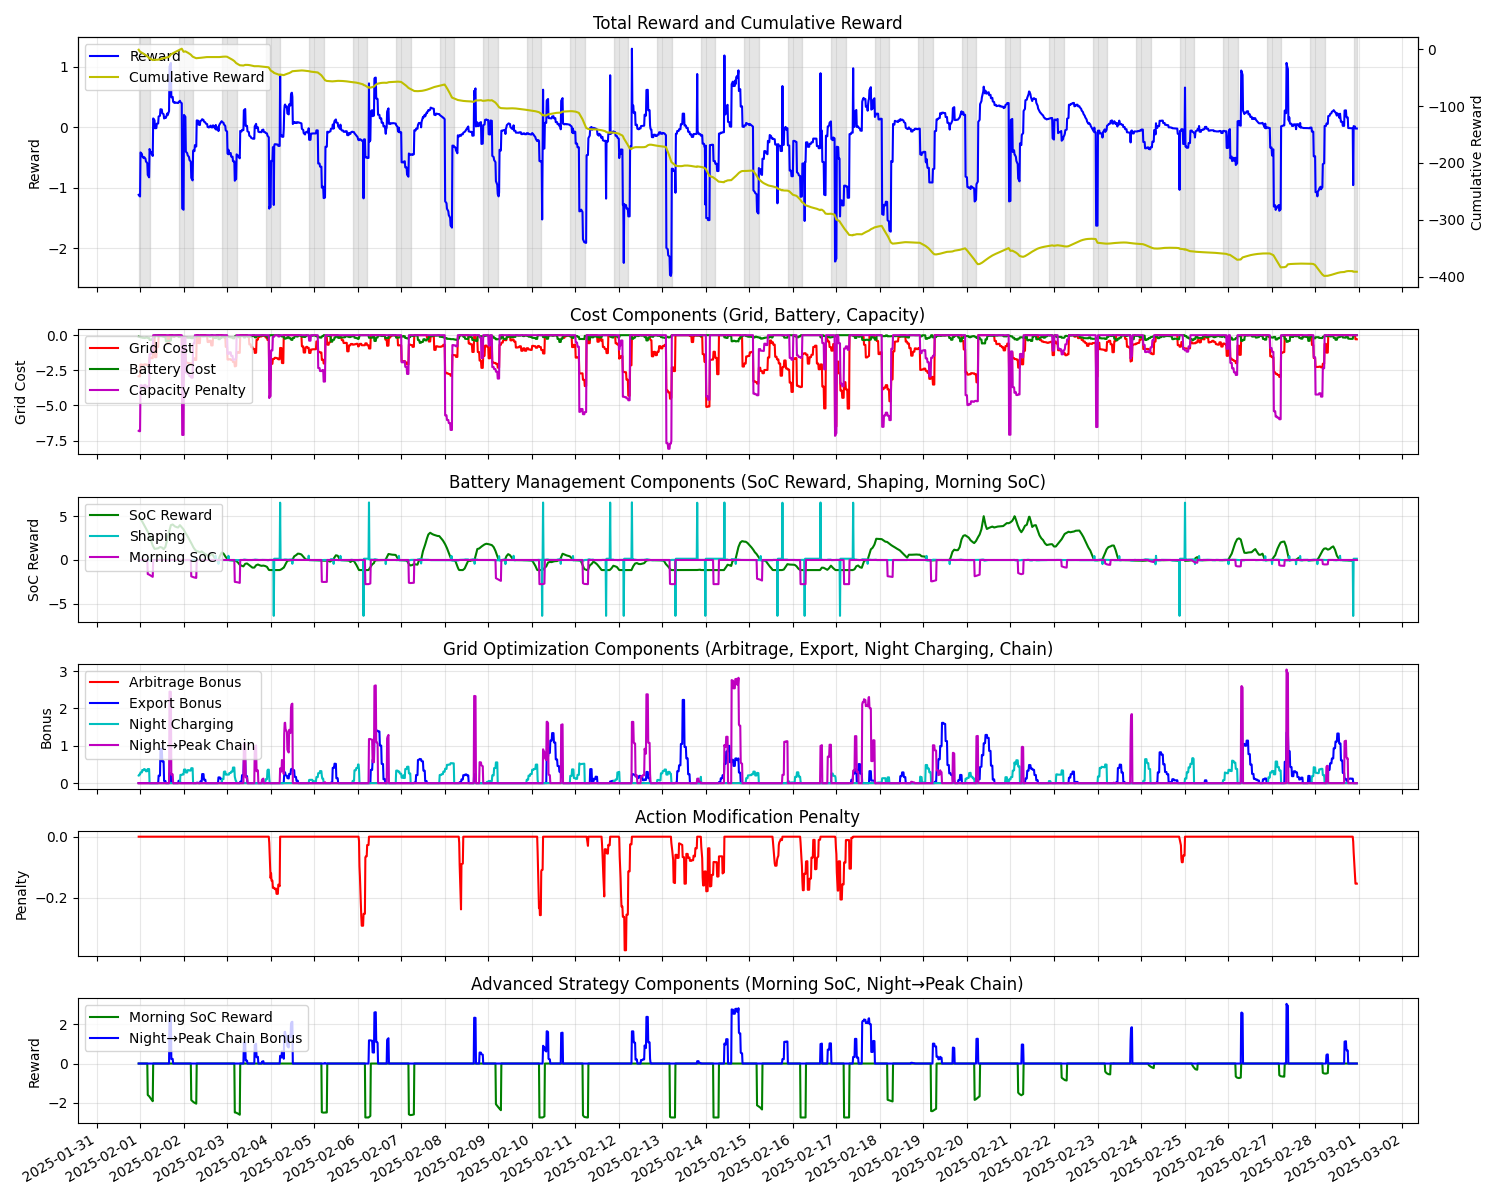 Total Reward and Cumulative Reward
Reward
Cumulative Reward
1
0
−1
−2
Reward
0
−100
−200
−300
−400
Cumulative Reward
Cost Components (Grid, Battery, Capacity)
Grid Cost
Battery Cost
Capacity Penalty
0.0
−2.5
−5.0
−7.5
Grid Cost
Battery Management Components (SoC Reward, Shaping, Morning SoC)
SoC Reward
Shaping
Morning SoC
5
0
−5
SoC Reward
Grid Optimization Components (Arbitrage, Export, Night Charging, Chain)
Arbitrage Bonus
Export Bonus
Night Charging
Night→Peak Chain
3
2
1
0
Bonus
Action Modification Penalty
0.0
−0.2
Penalty
Advanced Strategy Components (Morning SoC, Night→Peak Chain)
Morning SoC Reward
Night→Peak Chain Bonus
2
0
−2
Reward
2025-01-31
2025-02-01
2025-02-02
2025-02-03
2025-02-04
2025-02-05
2025-02-06
2025-02-07
2025-02-08
2025-02-09
2025-02-10
2025-02-11
2025-02-12
2025-02-13
2025-02-14
2025-02-15
2025-02-16
2025-02-17
2025-02-18
2025-02-19
2025-02-20
2025-02-21
2025-02-22
2025-02-23
2025-02-24
2025-02-25
2025-02-26
2025-02-27
2025-02-28
2025-03-01
2025-03-02